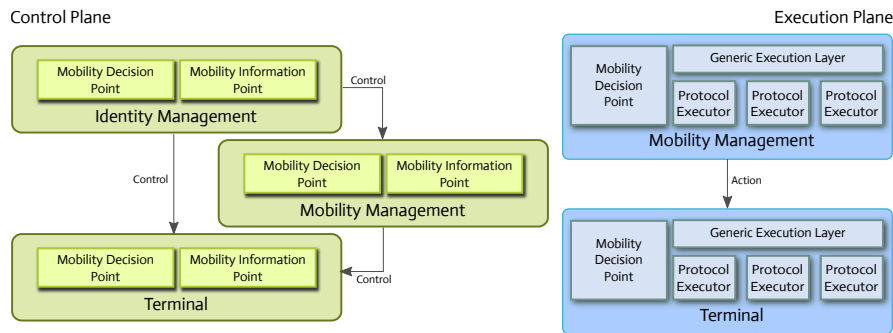 Control Plane
Execution Plane
Mobility Decision
Point
Mobility Information
Point
Identity Management
Control
Control
Mobility Decision
Point
Mobility Information
Point
Mobility Management
Control
Mobility Decision
Point
Mobility Information
Point
Terminal
Mobility
Decision
Point
Generic Execution Layer
Protocol
Executor
Protocol
Executor
Protocol
Executor
Mobility Management
Action
Mobility
Decision
Point
Generic Execution Layer
Protocol
Executor
Protocol
Executor
Protocol
Executor
Terminal